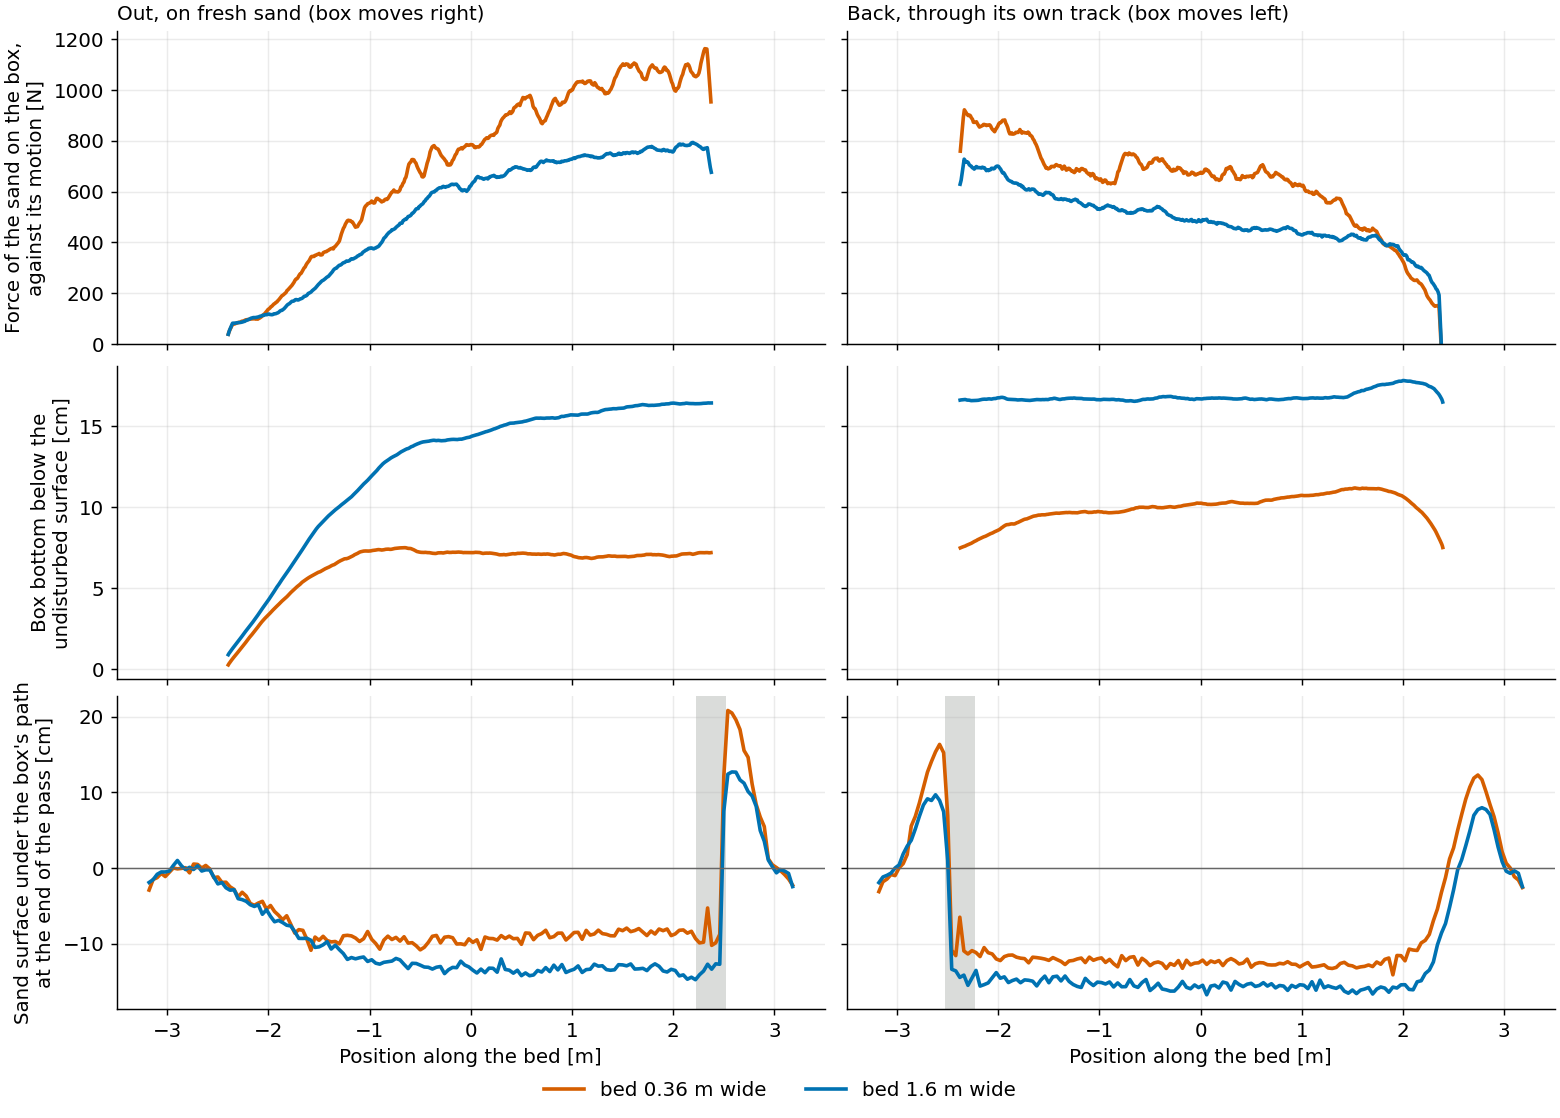 Out, on fresh sand (box moves right)
Back, through its own track (box moves left)
Force of the sand on the box,
against its motion [N]
1200
1000
800
600
400
200
0
Box bottom below the
undisturbed surface [cm]
15
10
5
0
Sand surface under the box's path
at the end of the pass [cm]
20
10
0
−10
−3 −2 −1 0 1 2 3
−3 −2 −1 0 1 2 3
Position along the bed [m]
Position along the bed [m]
bed 0.36 m wide
bed 1.6 m wide